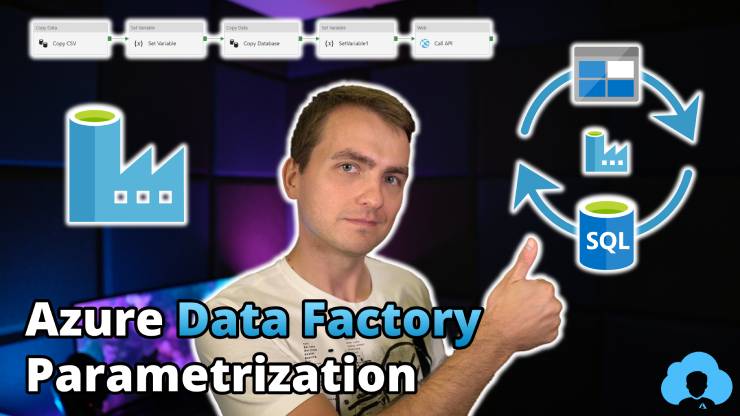 Copy Data
Set Variable
Copy Data
Set Variable
Web
Copy CSV
{x} Set Variable
Copy Database
{x} SetVariable1
Call API
SQL
Azure Data Factory
Parametrization